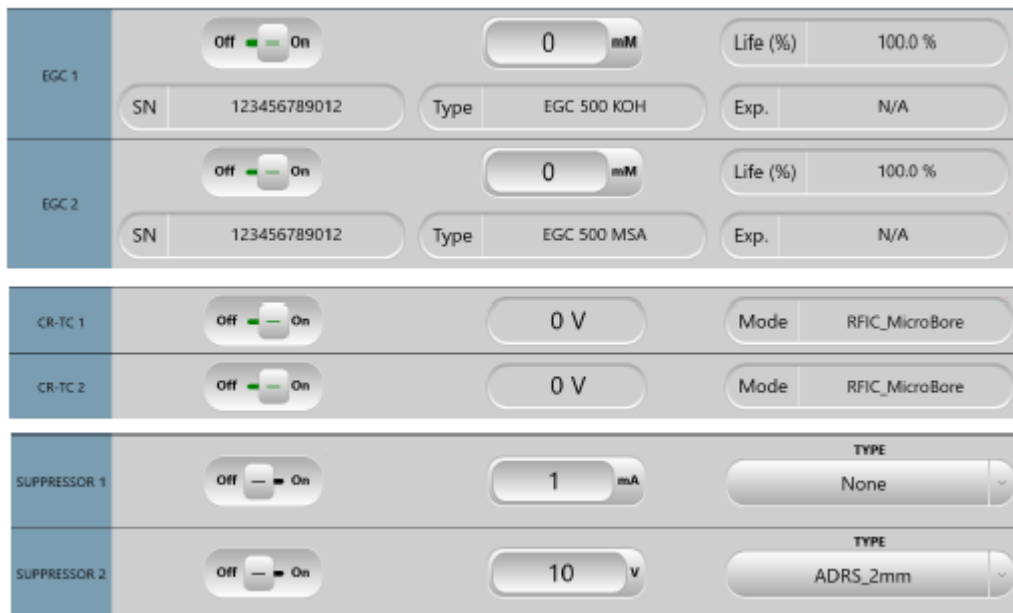 Off On 0 mM Life (%) 100.0 %
EGC 1
SN 123456789012 Type EGC 500 KOH Exp. N/A
Off On 0 mM Life (%) 100.0 %
EGC 2
SN 123456789012 Type EGC 500 MSA Exp. N/A
CR-TC 1 Off On 0 V Mode RFIC_MicroBore
CR-TC 2 Off On 0 V Mode RFIC_MicroBore
TYPE
SUPPRESSOR 1 Off On 1 mA None
TYPE
SUPPRESSOR 2 Off On 10 V ADRS_2mm